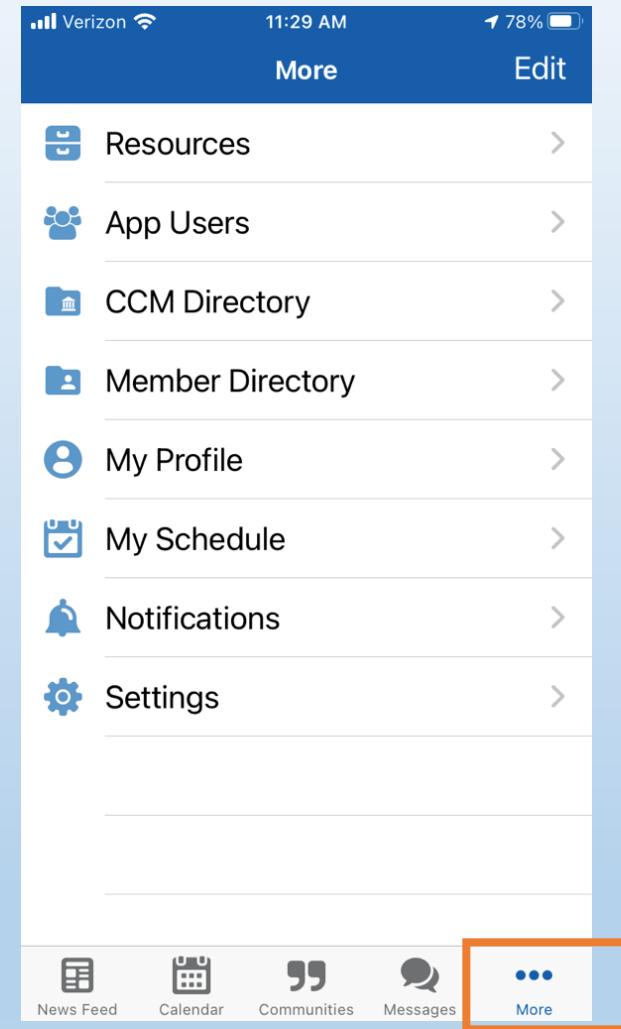 Verizon 11:29 AM 78%
More Edit
Resources
App Users
CCM Directory
Member Directory
My Profile
My Schedule
Notifications
Settings
News Feed Calendar Communities Messages More